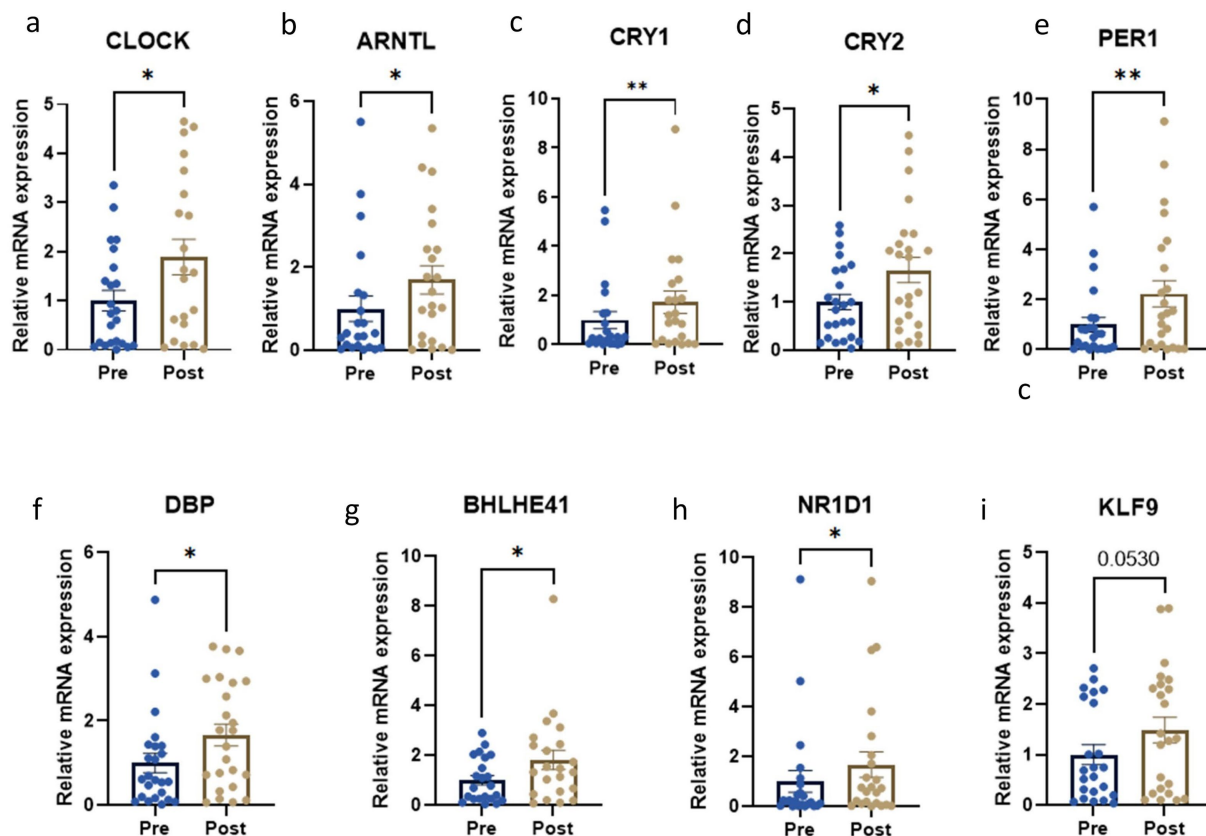 a
CLOCK
*
Relative mRNA expression
5
4
3
2
1
0
Pre Post
b
ARNTL
*
Relative mRNA expression
6
4
2
0
Pre Post
c
CRY1
**
Relative mRNA expression
10
8
6
4
2
0
Pre Post
d
CRY2
*
Relative mRNA expression
5
4
3
2
1
0
Pre Post
e
PER1
**
Relative mRNA expression
10
8
6
4
2
0
Pre Post
c
f
DBP
*
Relative mRNA expression
6
4
2
0
Pre Post
g
BHLHE41
*
Relative mRNA expression
10
8
6
4
2
0
Pre Post
h
NR1D1
*
Relative mRNA expression
10
8
6
4
2
0
Pre Post
i
KLF9
0.0530
Relative mRNA expression
5
4
3
2
1
0
Pre Post